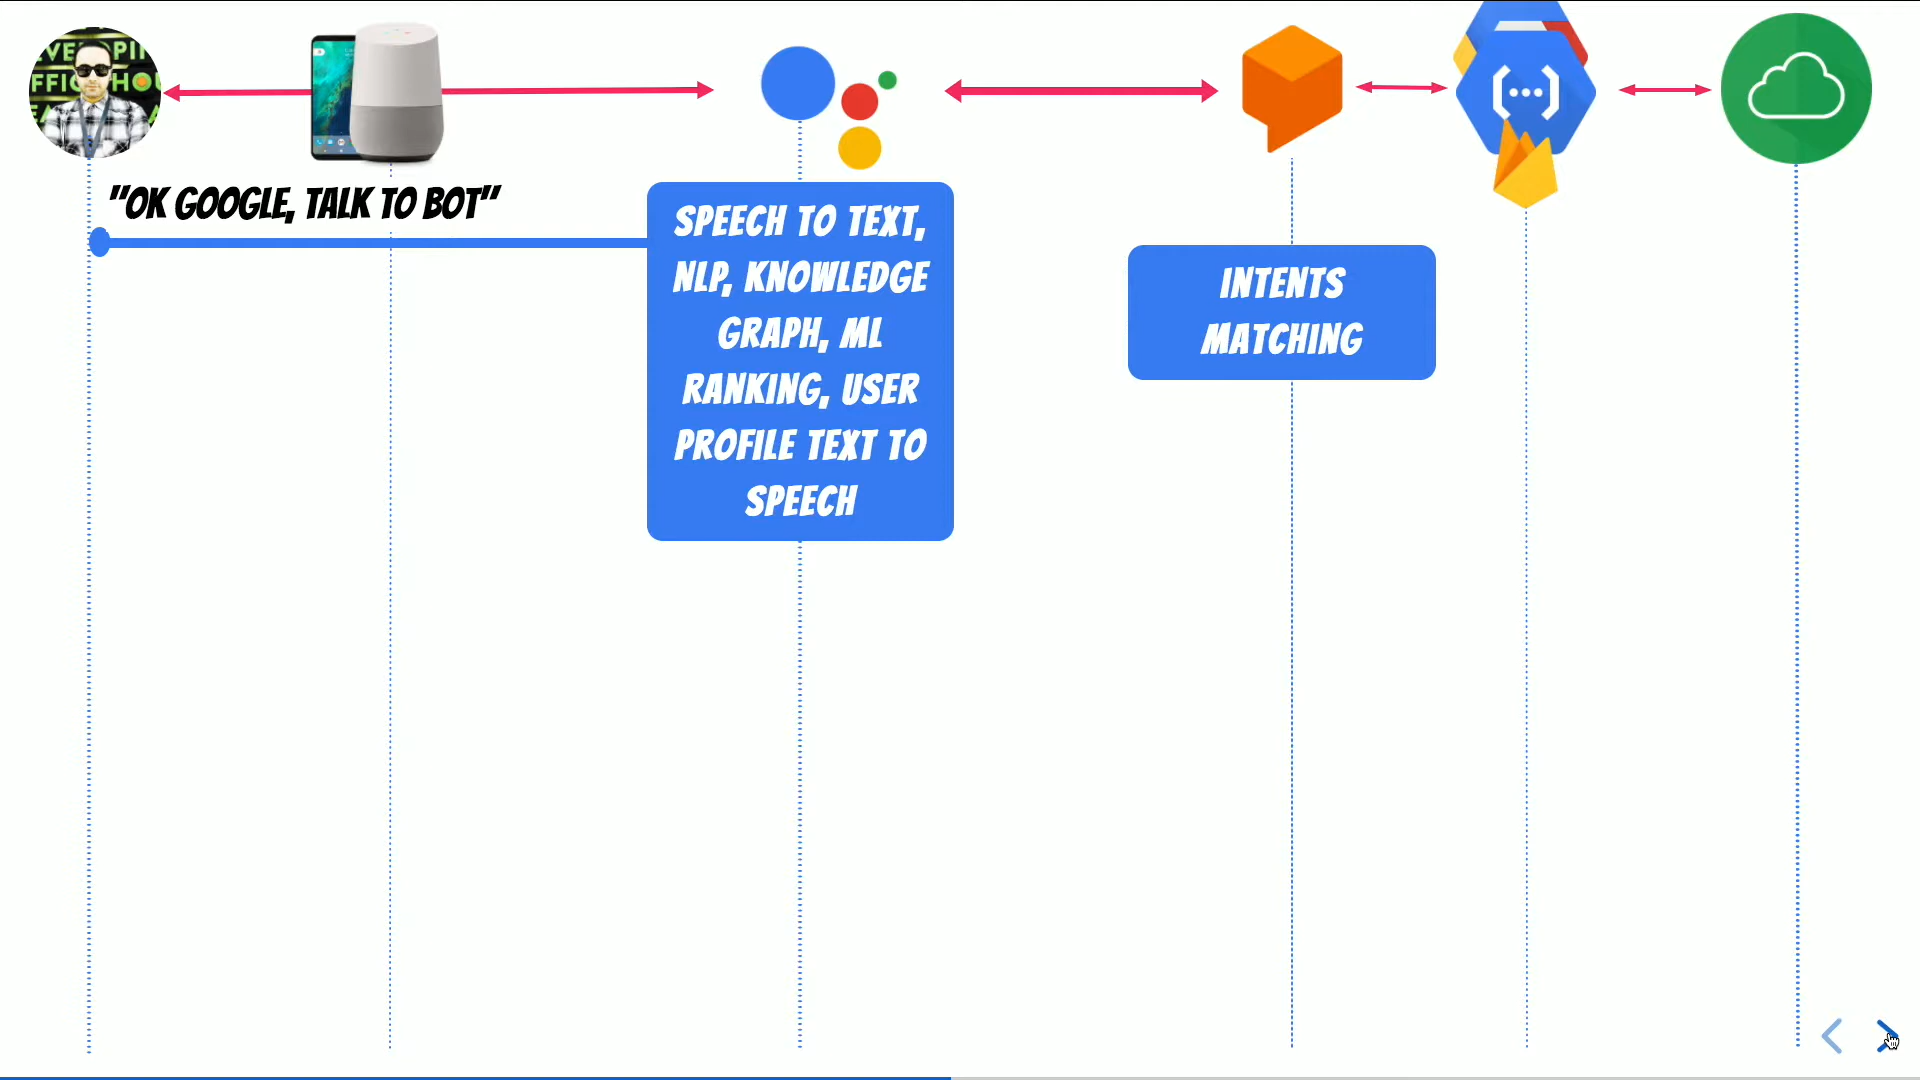 "OK GOOGLE, TALK TO BOT"
SPEECH TO TEXT,
NLP, KNOWLEDGE
GRAPH, ML
RANKING, USER
PROFILE TEXT TO
SPEECH
INTENTS
MATCHING